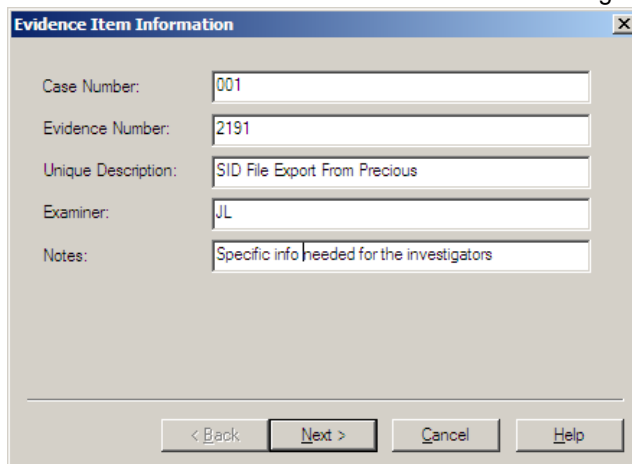 Evidence Item Information
Case Number: 001
Evidence Number: 2191
Unique Description: SID File Export From Precious
Examiner: JL
Notes: Specific info needed for the investigators
< Back Next > Cancel Help